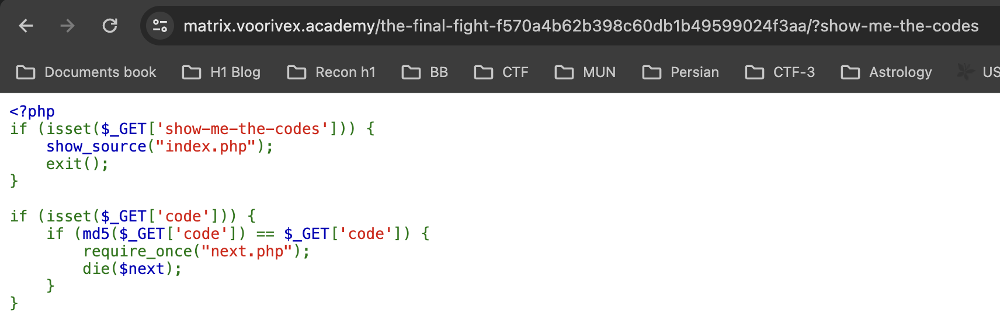 matrix.voorivex.academy/the-final-fight-f570a4b62b398c60db1b49599024f3aa/?show-me-the-codes
Documents book H1 Blog Recon h1 BB CTF MUN Persian CTF-3 Astrology US
<?php
if (isset($_GET['show-me-the-codes'])) {
    show_source("index.php");
    exit();
}

if (isset($_GET['code'])) {
    if (md5($_GET['code']) == $_GET['code']) {
        require_once("next.php");
        die($next);
    }
}